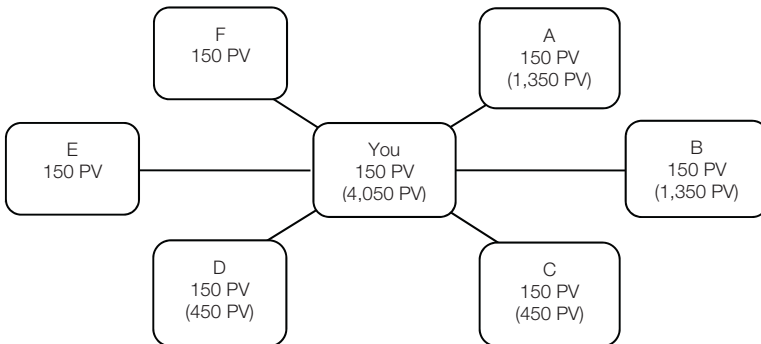 F
150 PV
A
150 PV
(1,350 PV)
E
150 PV
You
150 PV
(4,050 PV)
B
150 PV
(1,350 PV)
D
150 PV
(450 PV)
C
150 PV
(450 PV)